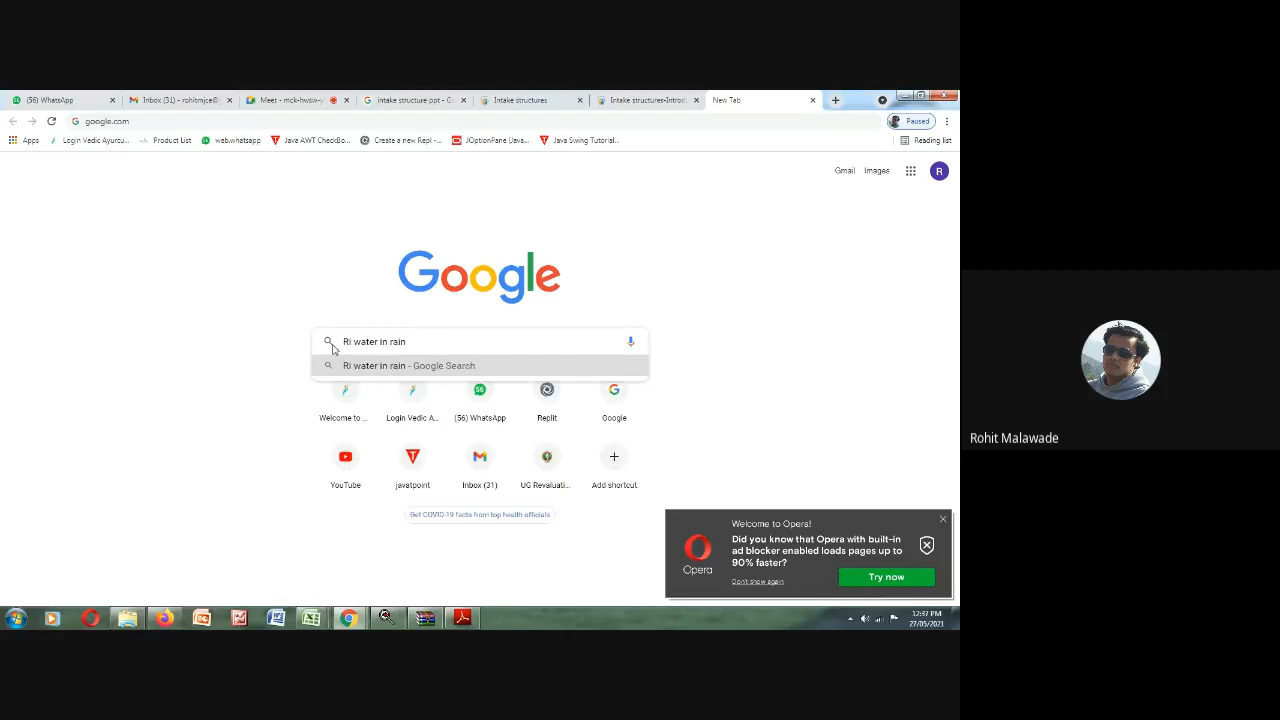 (56) WhatsApp
Inbox (31) - rohitmjce@
Meet - mck-hwsw-
intake structure ppt - G
Intake structures
Intake structures-Introd
New Tab
google.com
Paused
Apps
Login Vedic Ayurcu...
Product List
web.whatsapp
Java AWT CheckBo...
Create a new Repl -...
JOptionPane (Java...
Java Swing Tutorial...
Reading list
Gmail
Images
R
Google
Ri water in rain
Ri water in rain - Google Search
56
Welcome to ...
Login Vedic A...
(56) WhatsApp
Replit
Google
YouTube
javatpoint
Inbox (31)
UG Revaluati...
Add shortcut
Get COVID-19 facts from top health officials
Welcome to Opera!
Did you know that Opera with built-in
ad blocker enabled loads pages up to
90% faster?
Opera
Don't show again
Try now
12:37 PM
27/05/2021
Rohit Malawade